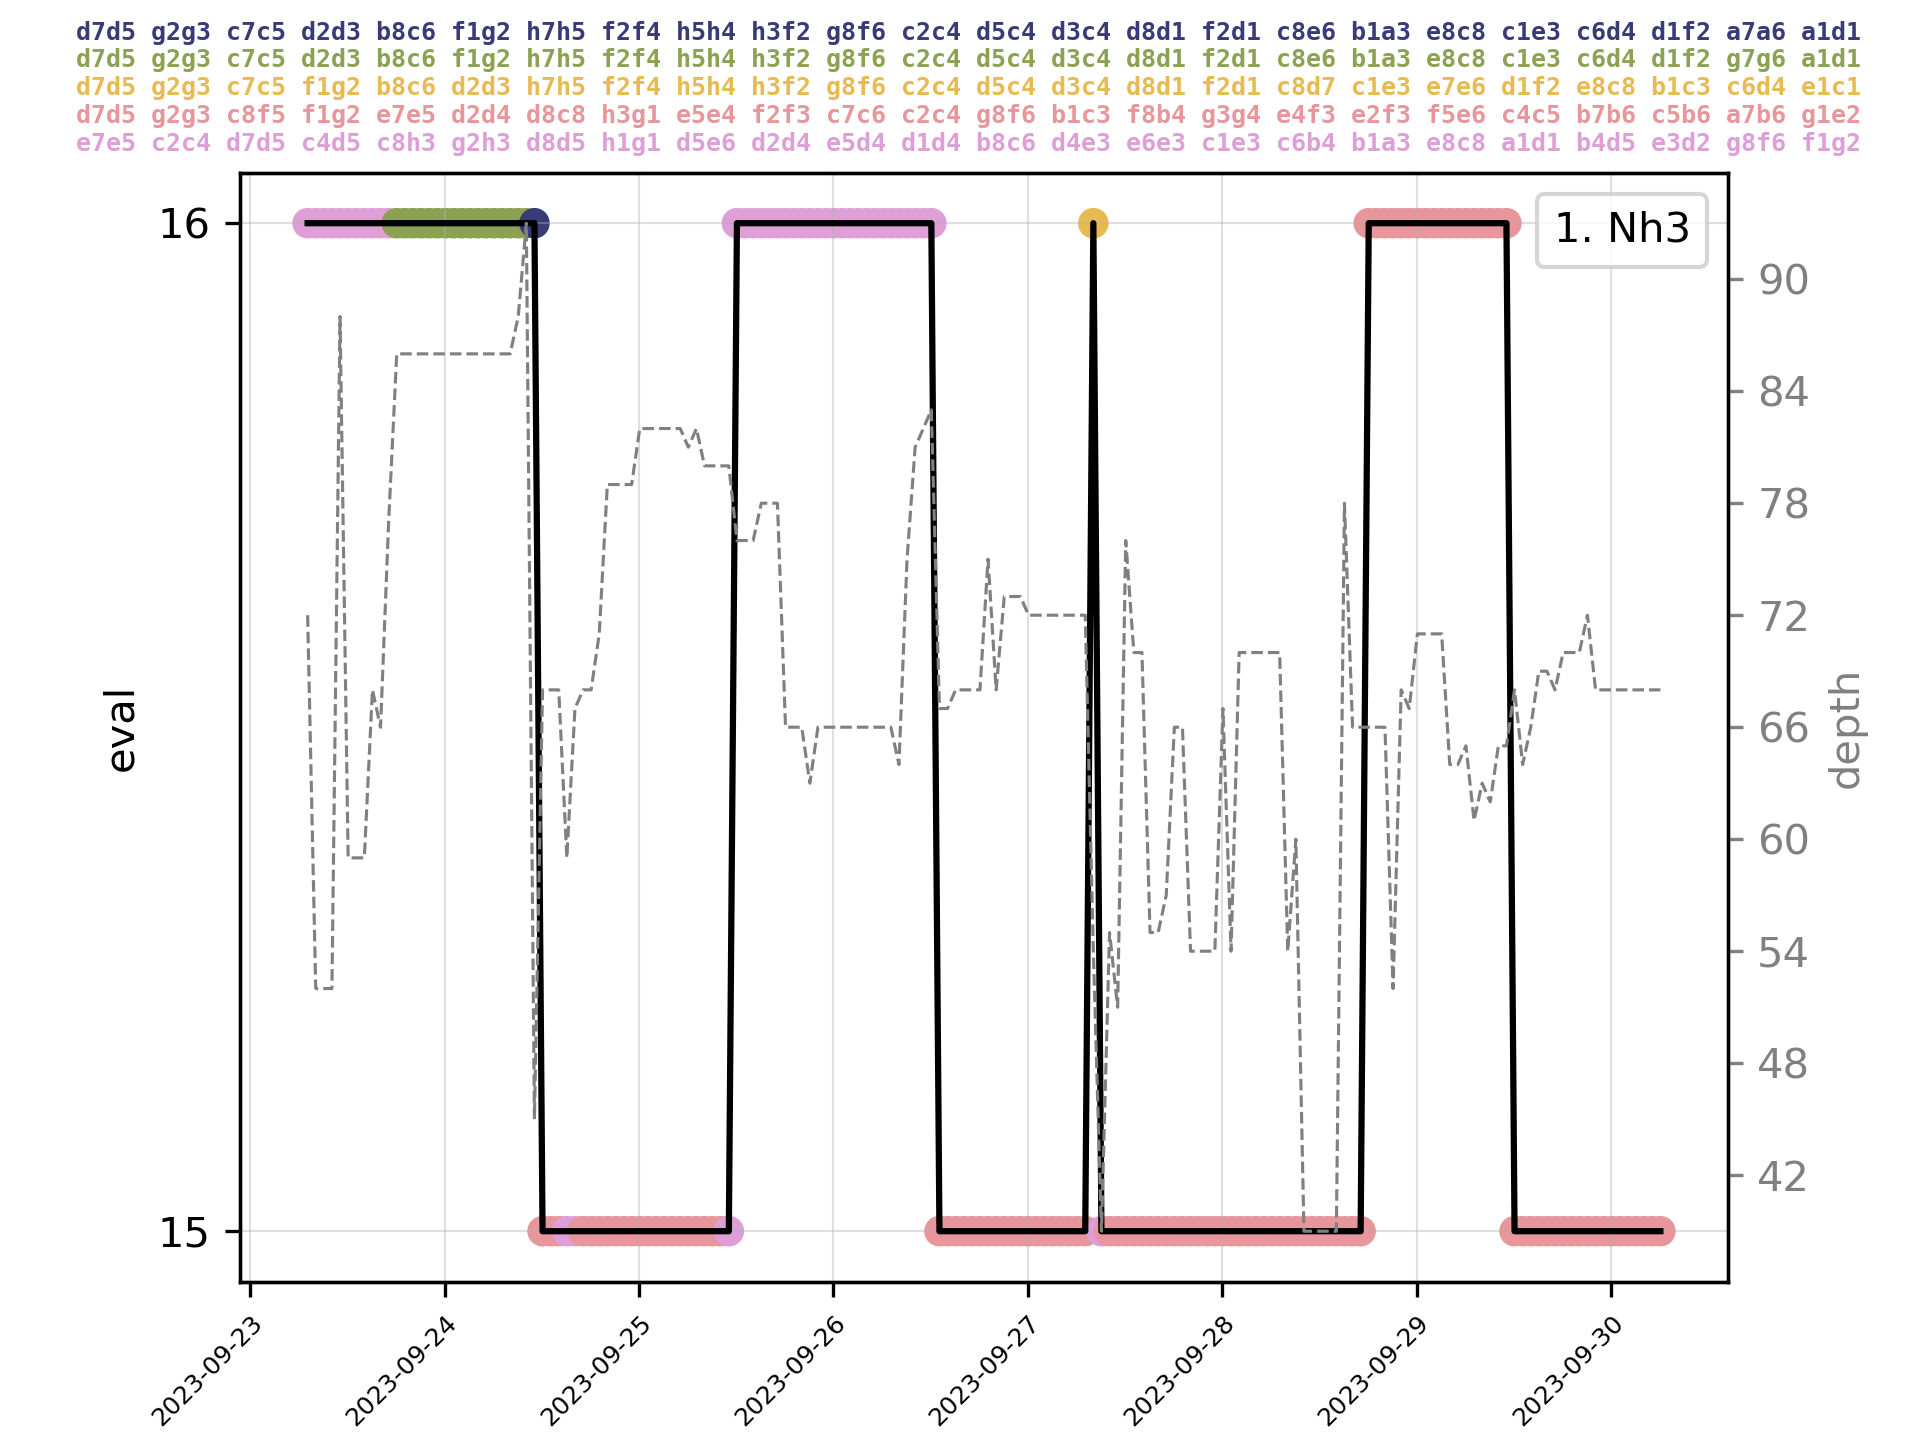 d7d5 g2g3 c7c5 d2d3 b8c6 f1g2 h7h5 f2f4 h5h4 h3f2 g8f6 c2c4 d5c4 d3c4 d8d1 f2d1 c8e6 b1a3 e8c8 c1e3 c6d4 d1f2 a7a6 a1d1
d7d5 g2g3 c7c5 d2d3 b8c6 f1g2 h7h5 f2f4 h5h4 h3f2 g8f6 c2c4 d5c4 d3c4 d8d1 f2d1 c8e6 b1a3 e8c8 c1e3 c6d4 d1f2 g7g6 a1d1
d7d5 g2g3 c7c5 f1g2 b8c6 d2d3 h7h5 f2f4 h5h4 h3f2 g8f6 c2c4 d5c4 d3c4 d8d1 f2d1 c8d7 c1e3 e7e6 d1f2 e8c8 b1c3 c6d4 e1c1
d7d5 g2g3 c8f5 f1g2 e7e5 d2d4 d8c8 h3g1 e5e4 f2f3 c7c6 c2c4 g8f6 b1c3 f8b4 g3g4 e4f3 e2f3 f5e6 c4c5 b7b6 c5b6 a7b6 g1e2
e7e5 c2c4 d7d5 c4d5 c8h3 g2h3 d8d5 h1g1 d5e6 d2d4 e5d4 d1d4 b8c6 d4e3 e6e3 c1e3 c6b4 b1a3 e8c8 a1d1 b4d5 e3d2 g8f6 f1g2
1. Nh3
16
15
eval
90
84
78
72
66
60
54
48
42
depth
2023-09-23
2023-09-24
2023-09-25
2023-09-26
2023-09-27
2023-09-28
2023-09-29
2023-09-30